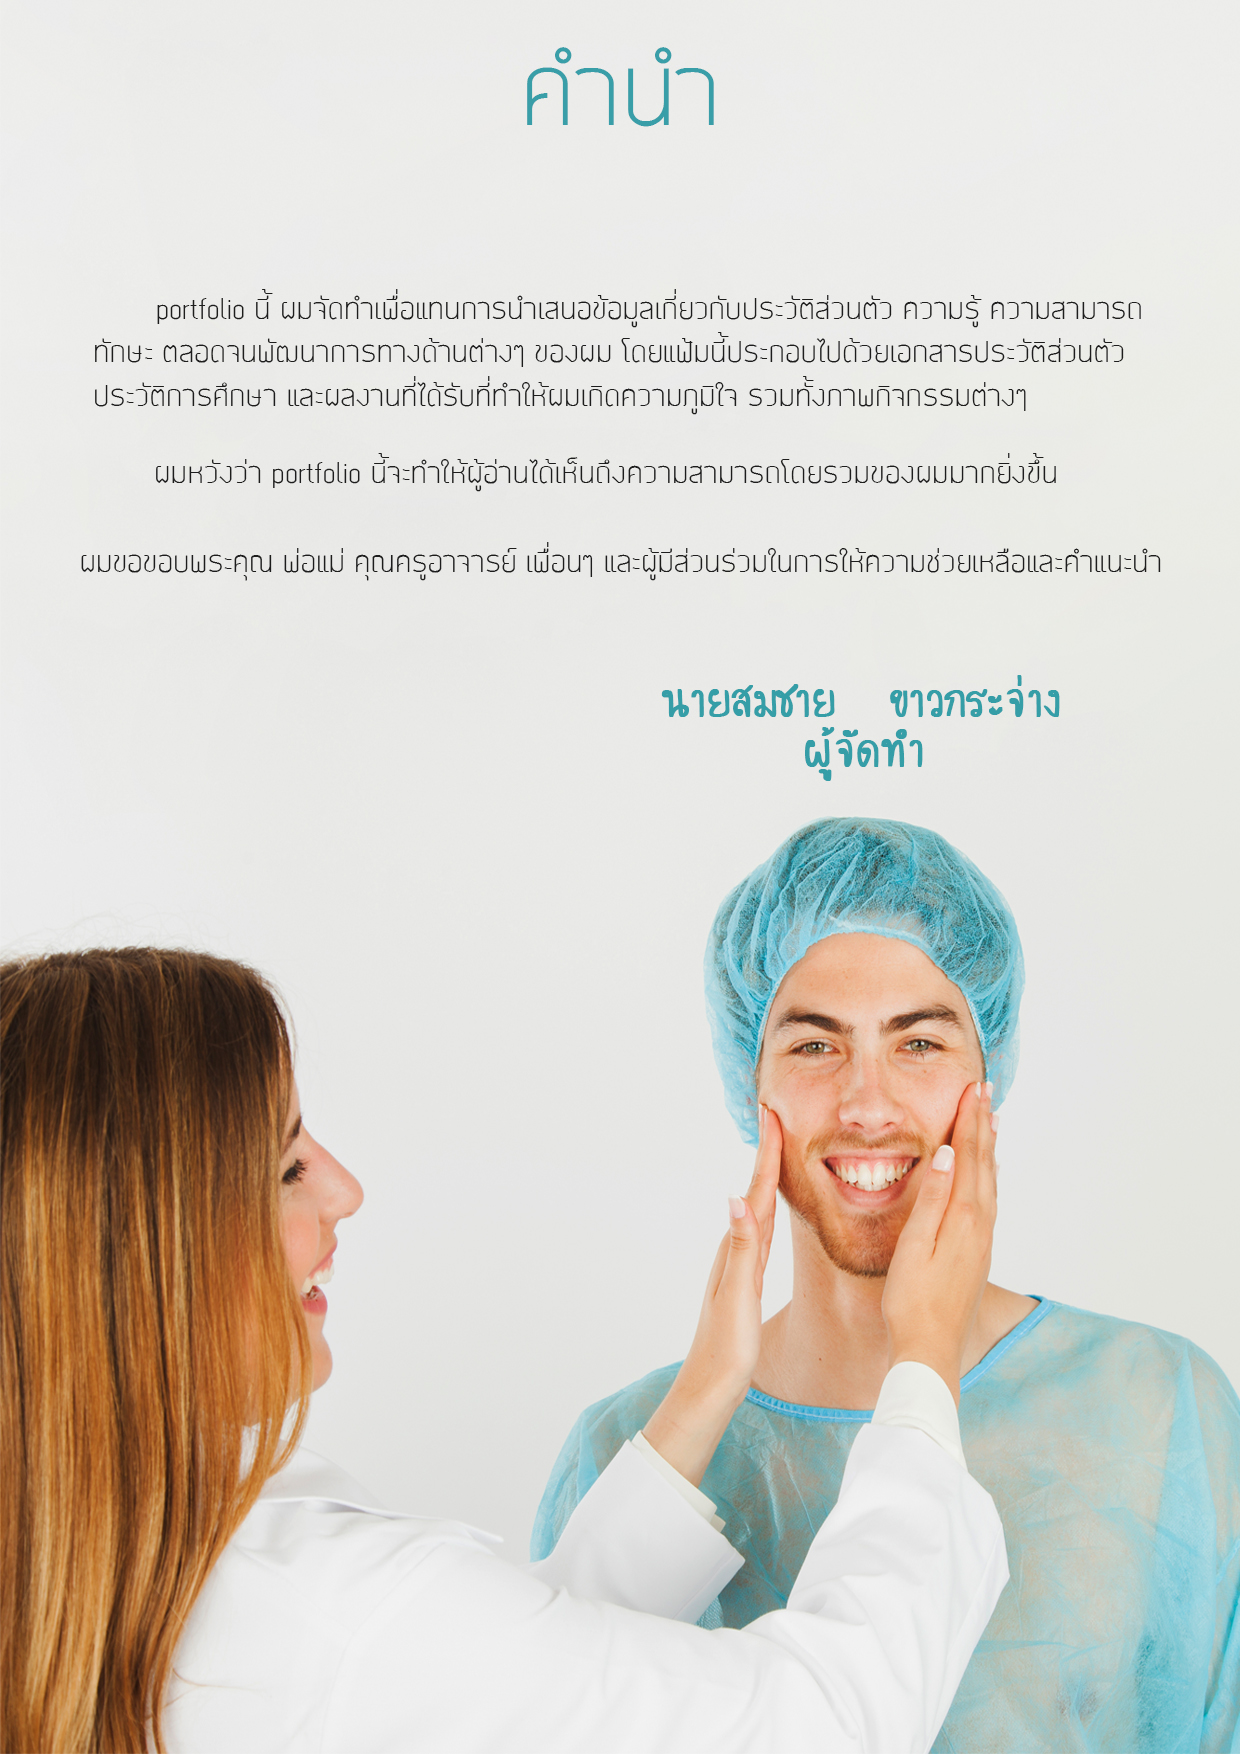 คำนำ
portfolio นี้ ผมจัดทำเพื่อแทนการนำเสนอข้อมูลเกี่ยวกับประวัติส่วนตัว ความรู้ ความสามารถ
ทักษะ ตลอดจนพัฒนาการทางด้านต่างๆ ของผม โดยแฟ้มนี้ประกอบไปด้วยเอกสารประวัติส่วนตัว
ประวัติการศึกษา และผลงานที่ได้รับที่ทำให้ผมเกิดความภูมิใจ รวมทั้งภาพกิจกรรมต่างๆ
ผมหวังว่า portfolio นี้จะทำให้ผู้อ่านได้เห็นถึงความสามารถโดยรวมของผมมากยิ่งขึ้น
ผมขอขอบพระคุณ พ่อแม่ คุณครูอาจารย์ เพื่อนๆ และผู้มีส่วนร่วมในการให้ความช่วยเหลือและคำแนะนำ
นายสมชาย ขาวกระจ่าง
ผู้จัดทำ